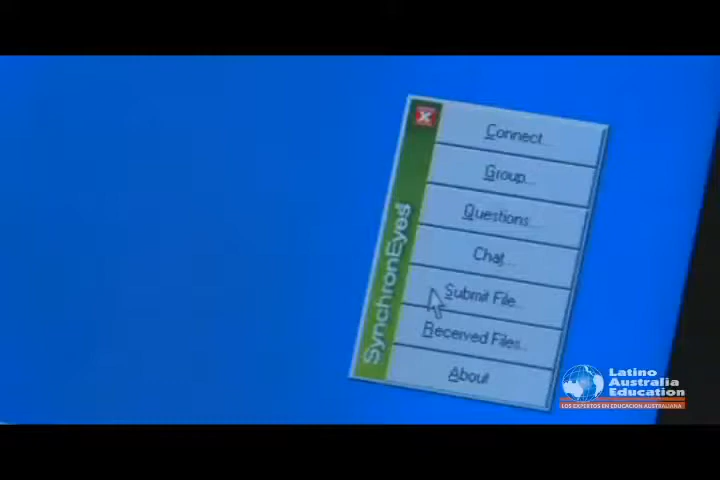 Connect...
Group...
Questions...
Chat...
Submit File...
Received Files...
About
SynchronEyes
Latino
Australia
Education
LOS EXPERTOS EN EDUCACION AUSTRALIANA